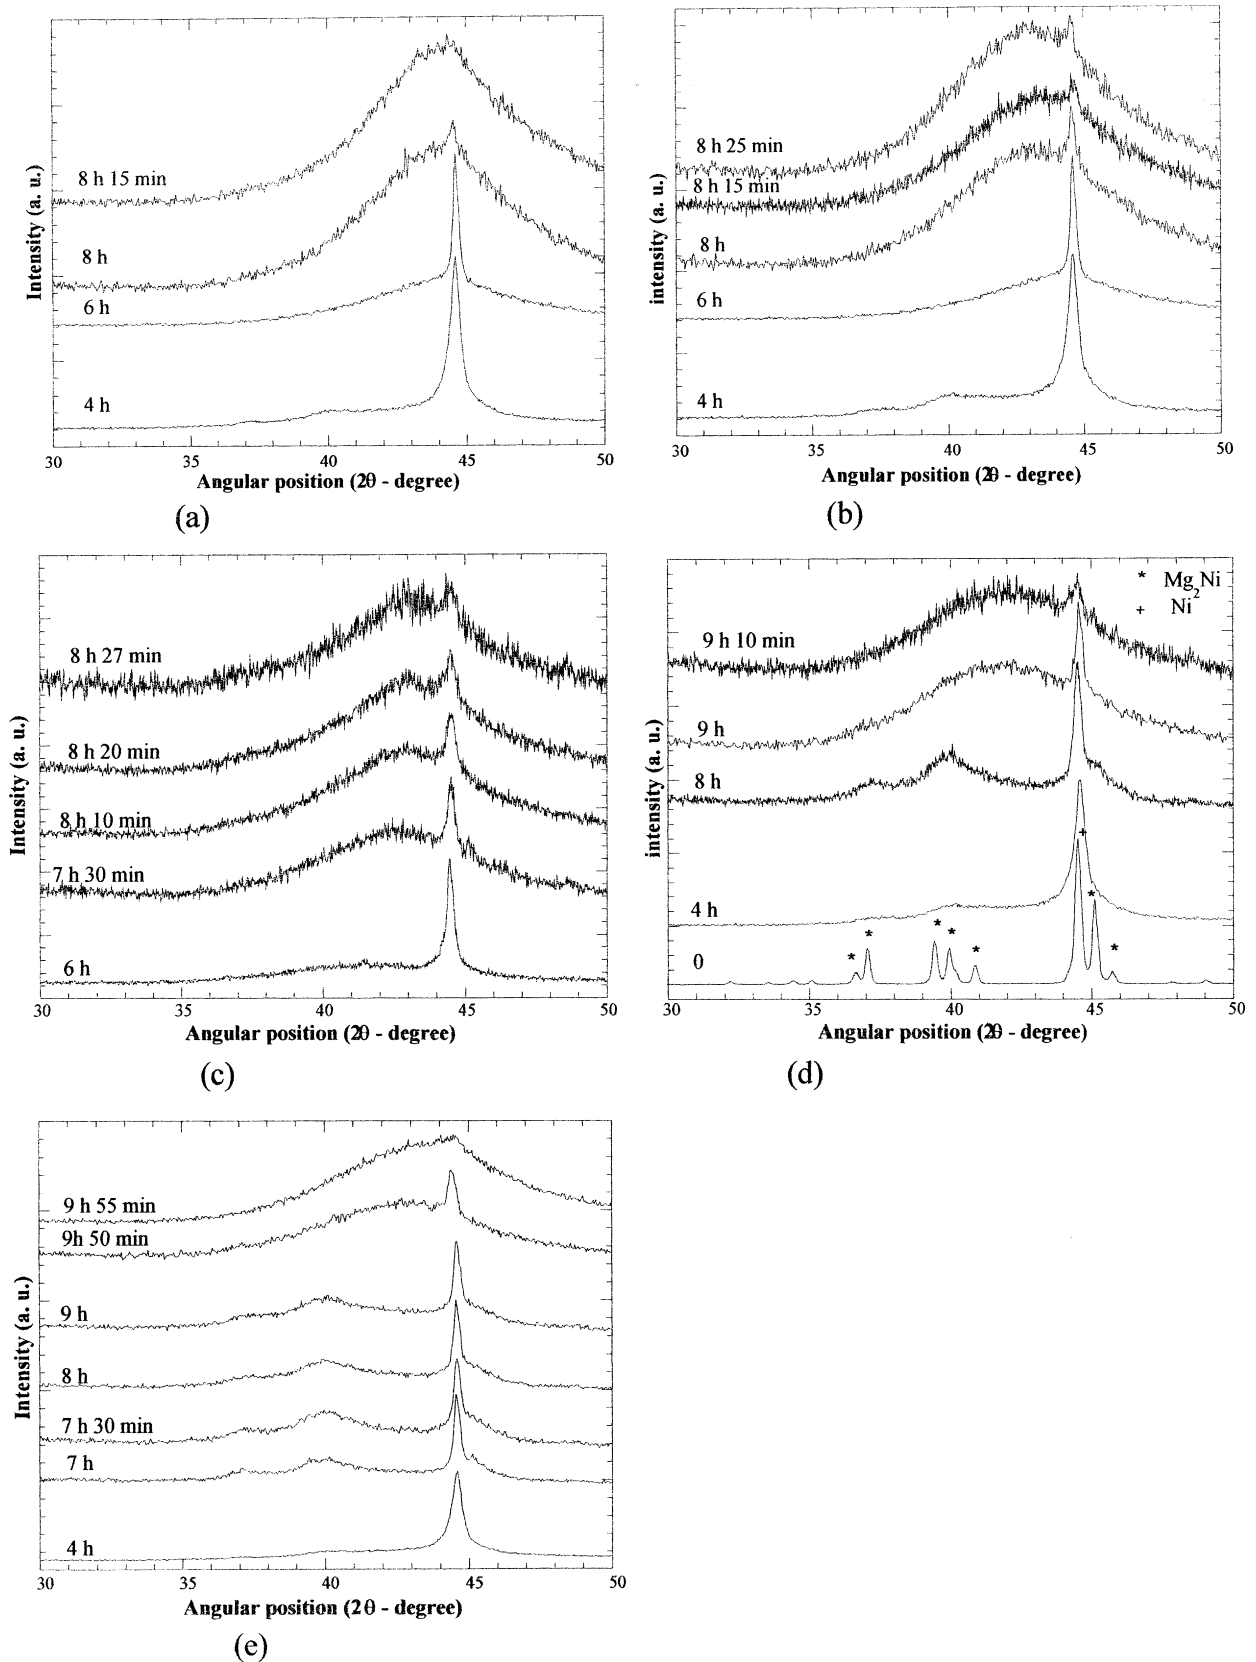 8 h 15 min
8 h
6 h
4 h
Intensity (a. u.)
30 35 40 45 50
Angular position (2θ - degree)
(a)
8 h 25 min
8 h 15 min
8 h
6 h
4 h
intensity (a. u.)
30 35 40 45 50
Angular position (2θ - degree)
(b)
8 h 27 min
8 h 20 min
8 h 10 min
7 h 30 min
6 h
Intensity (a. u.)
30 35 40 45 50
Angular position (2θ - degree)
(c)
* Mg2Ni
+ Ni
9 h 10 min
9 h
8 h
4 h
0
+
* * * * * * *
intensity (a. u.)
30 35 40 45 50
Angular position (2θ - degree)
(d)
9 h 55 min
9h 50 min
9 h
8 h
7 h 30 min
7 h
4 h
Intensity (a. u.)
30 35 40 45 50
Angular position (2θ - degree)
(e)